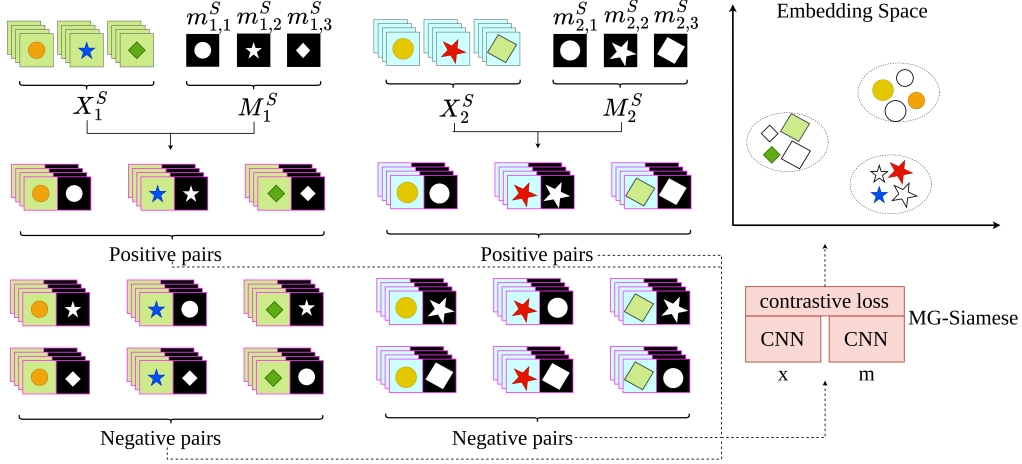 m^S_{1,1} m^S_{1,2} m^S_{1,3}
m^S_{2,1} m^S_{2,2} m^S_{2,3}
Embedding Space
X^S_1 M^S_1
X^S_2 M^S_2
Positive pairs
Positive pairs
contrastive loss
MG-Siamese
CNN CNN
x m
Negative pairs
Negative pairs